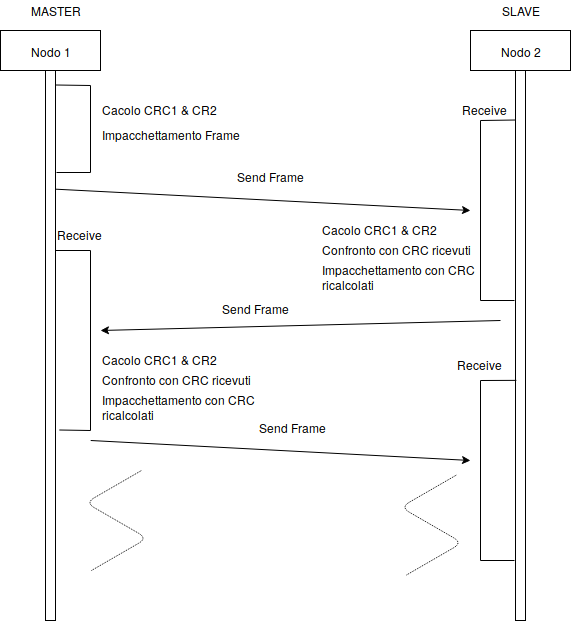 MASTER
SLAVE
Nodo 1
Nodo 2
Cacolo CRC1 & CR2
Impacchettamento Frame
Receive
Send Frame
Receive
Cacolo CRC1 & CR2
Confronto con CRC ricevuti
Impacchettamento con CRC
ricalcolati
Send Frame
Cacolo CRC1 & CR2
Confronto con CRC ricevuti
Impacchettamento con CRC
ricalcolati
Receive
Send Frame